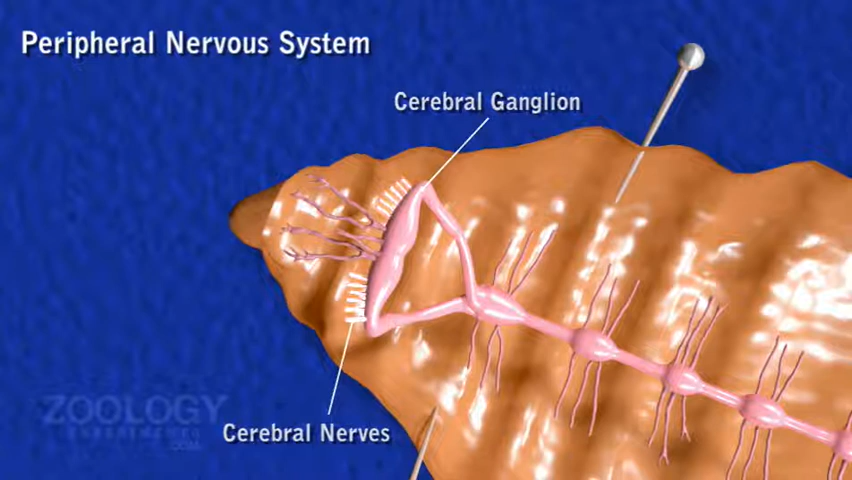 Peripheral Nervous System
Cerebral Ganglion
ZOOLOGY
Cerebral Nerves